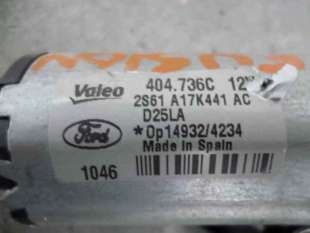 Valeo 404.736C 12V
2S61 A17K441 AC
D25LA
Ford *Op14932/4234
Made in Spain
1046